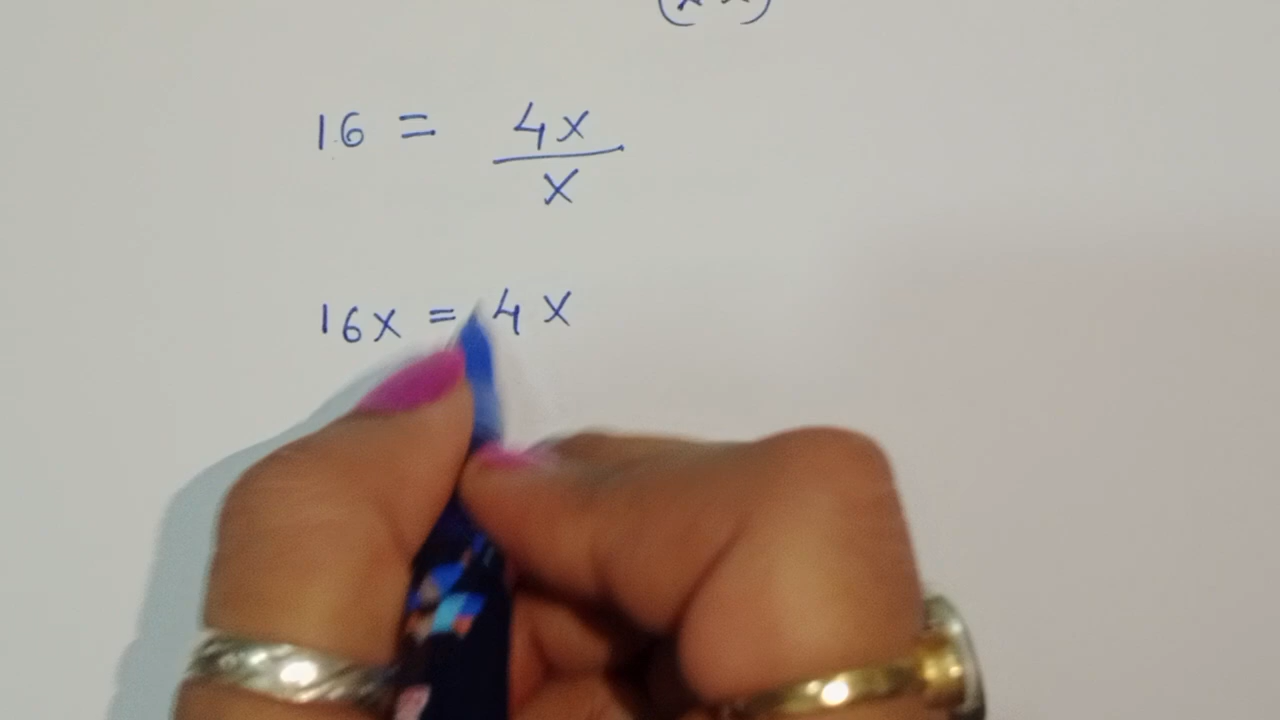 16 = 4x / x
16x = 4x